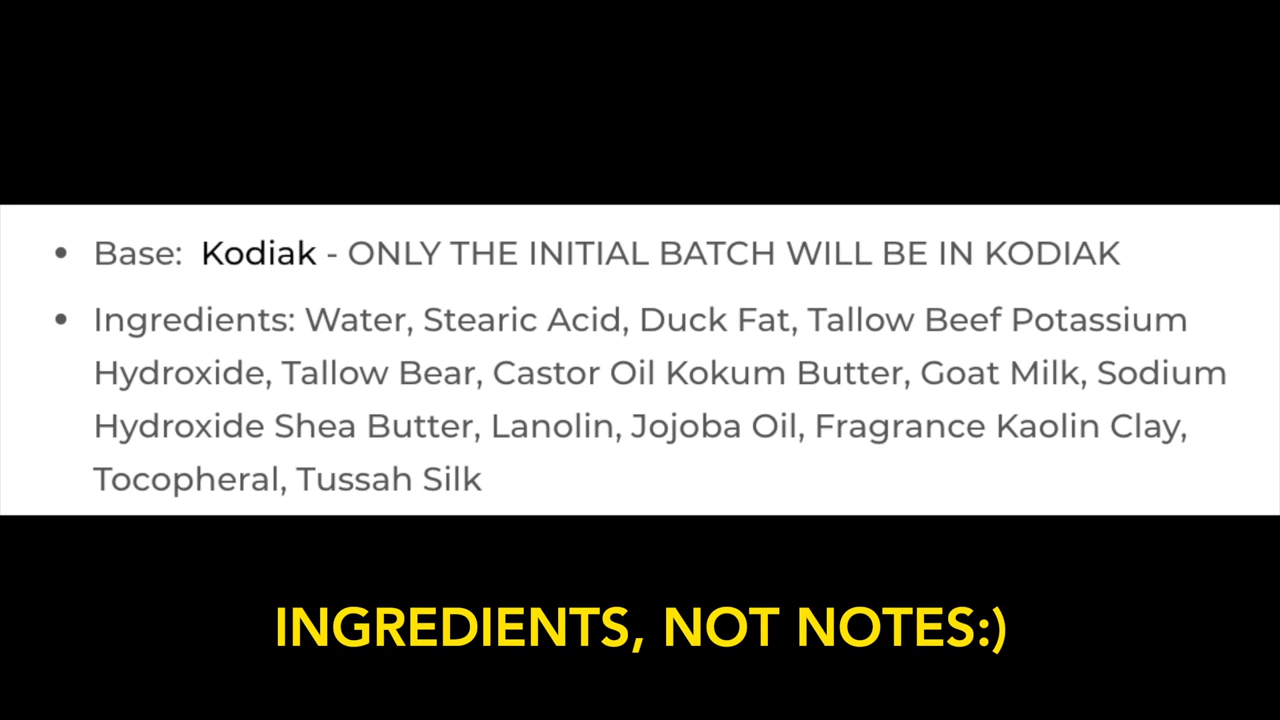 • Base: Kodiak - ONLY THE INITIAL BATCH WILL BE IN KODIAK
• Ingredients: Water, Stearic Acid, Duck Fat, Tallow Beef Potassium
Hydroxide, Tallow Bear, Castor Oil Kokum Butter, Goat Milk, Sodium
Hydroxide Shea Butter, Lanolin, Jojoba Oil, Fragrance Kaolin Clay,
Tocopheral, Tussah Silk
INGREDIENTS, NOT NOTES:)